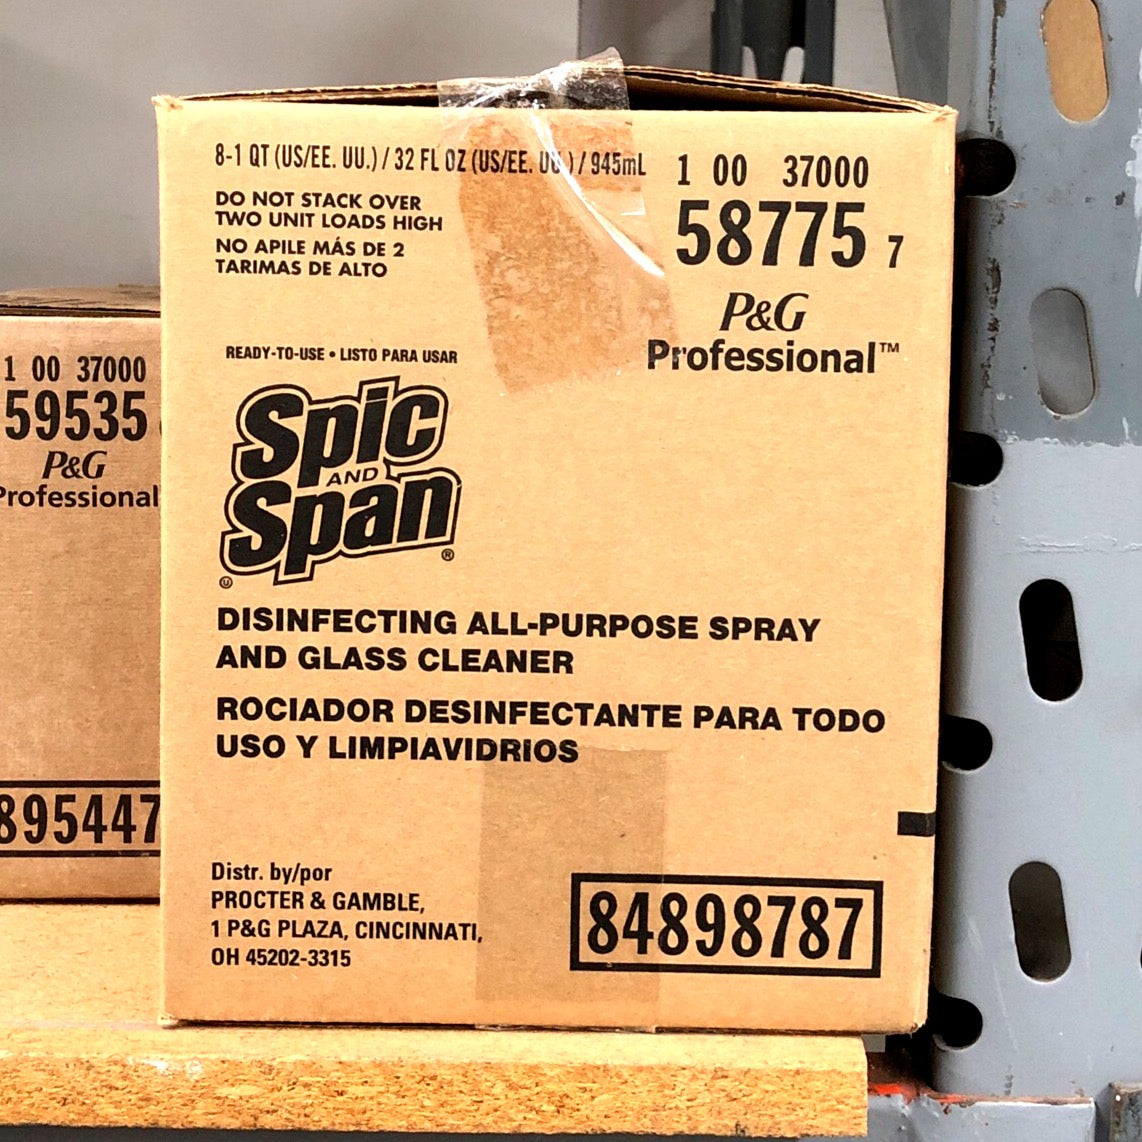 8-1 QT (US/EE. UU.) / 32 FL OZ (US/EE. UU.) / 945mL
DO NOT STACK OVER
TWO UNIT LOADS HIGH
NO APILE MÁS DE 2
TARIMAS DE ALTO
1 00 37000
58775 7
P&G
Professional™
READY-TO-USE • LISTO PARA USAR
Spic
AND
Span®
Ⓤ
DISINFECTING ALL-PURPOSE SPRAY
AND GLASS CLEANER
ROCIADOR DESINFECTANTE PARA TODO
USO Y LIMPIAVIDRIOS
Distr. by/por
PROCTER & GAMBLE,
1 P&G PLAZA, CINCINNATI,
OH 45202-3315
84898787
1 00 37000
59535
P&G
Professional
895447